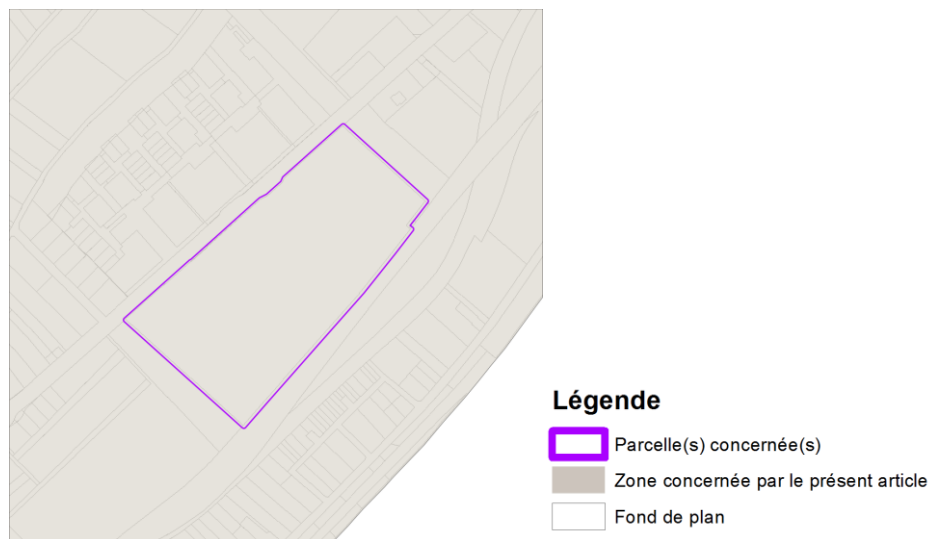 Légende
Parcelle(s) concernée(s)
Zone concernée par le présent article
Fond de plan